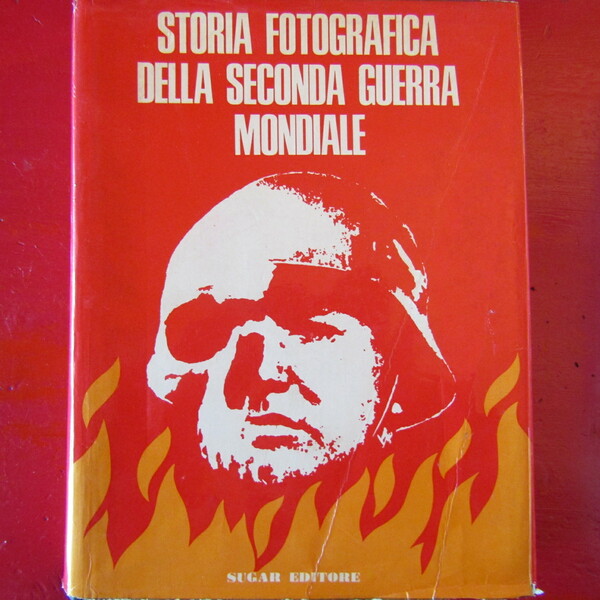 STORIA FOTOGRAFICA
DELLA SECONDA GUERRA
MONDIALE
SUGAR EDITORE